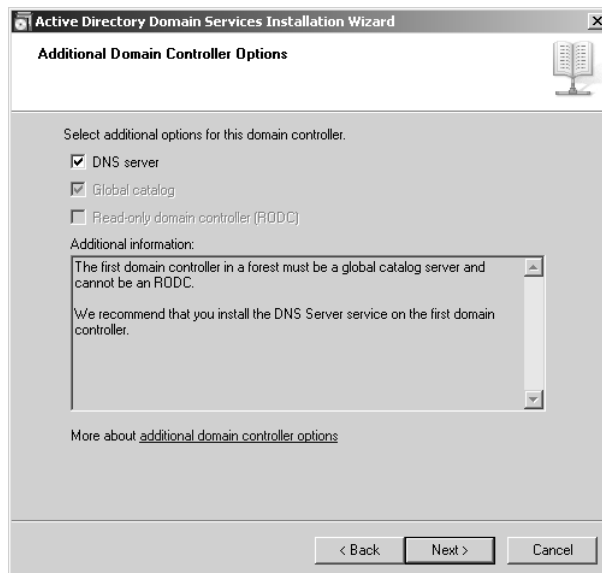 Active Directory Domain Services Installation Wizard
Additional Domain Controller Options
Select additional options for this domain controller.
DNS server
Global catalog
Read-only domain controller (RODC)
Additional information:
The first domain controller in a forest must be a global catalog server and
cannot be an RODC.
We recommend that you install the DNS Server service on the first domain
controller.
More about additional domain controller options
< Back
Next >
Cancel